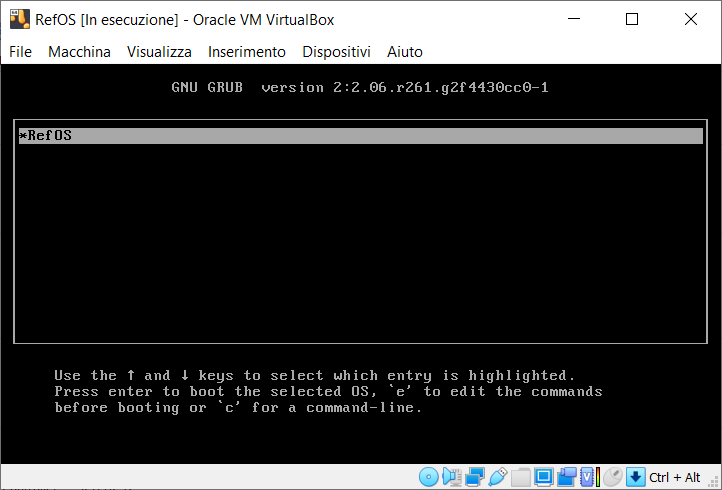 RefOS [In esecuzione] - Oracle VM VirtualBox
File Macchina Visualizza Inserimento Dispositivi Aiuto
GNU GRUB  version 2:2.06.r261.g2f4430cc0-1
*RefOS
Use the ↑ and ↓ keys to select which entry is highlighted.
Press enter to boot the selected OS, `e' to edit the commands
before booting or `c' for a command-line.
Ctrl + Alt